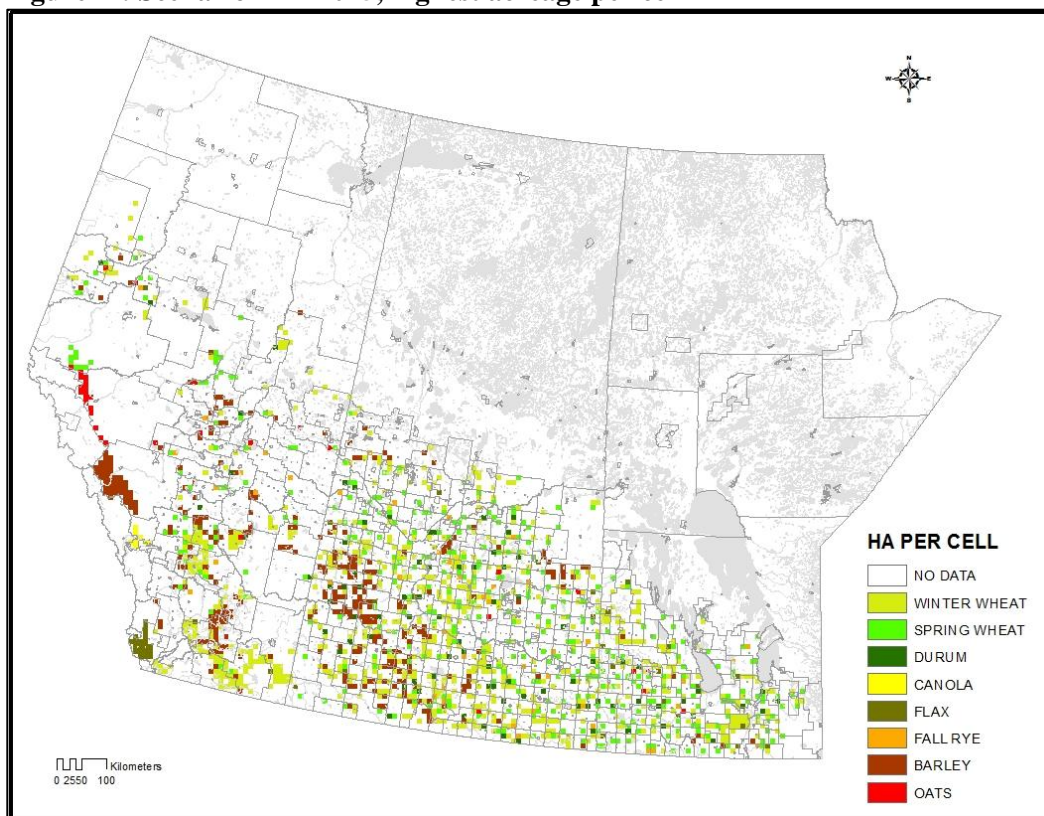 N
W E
S
HA PER CELL
NO DATA
WINTER WHEAT
SPRING WHEAT
DURUM
CANOLA
FLAX
FALL RYE
BARLEY
OATS
Kilometers
0 2550 100